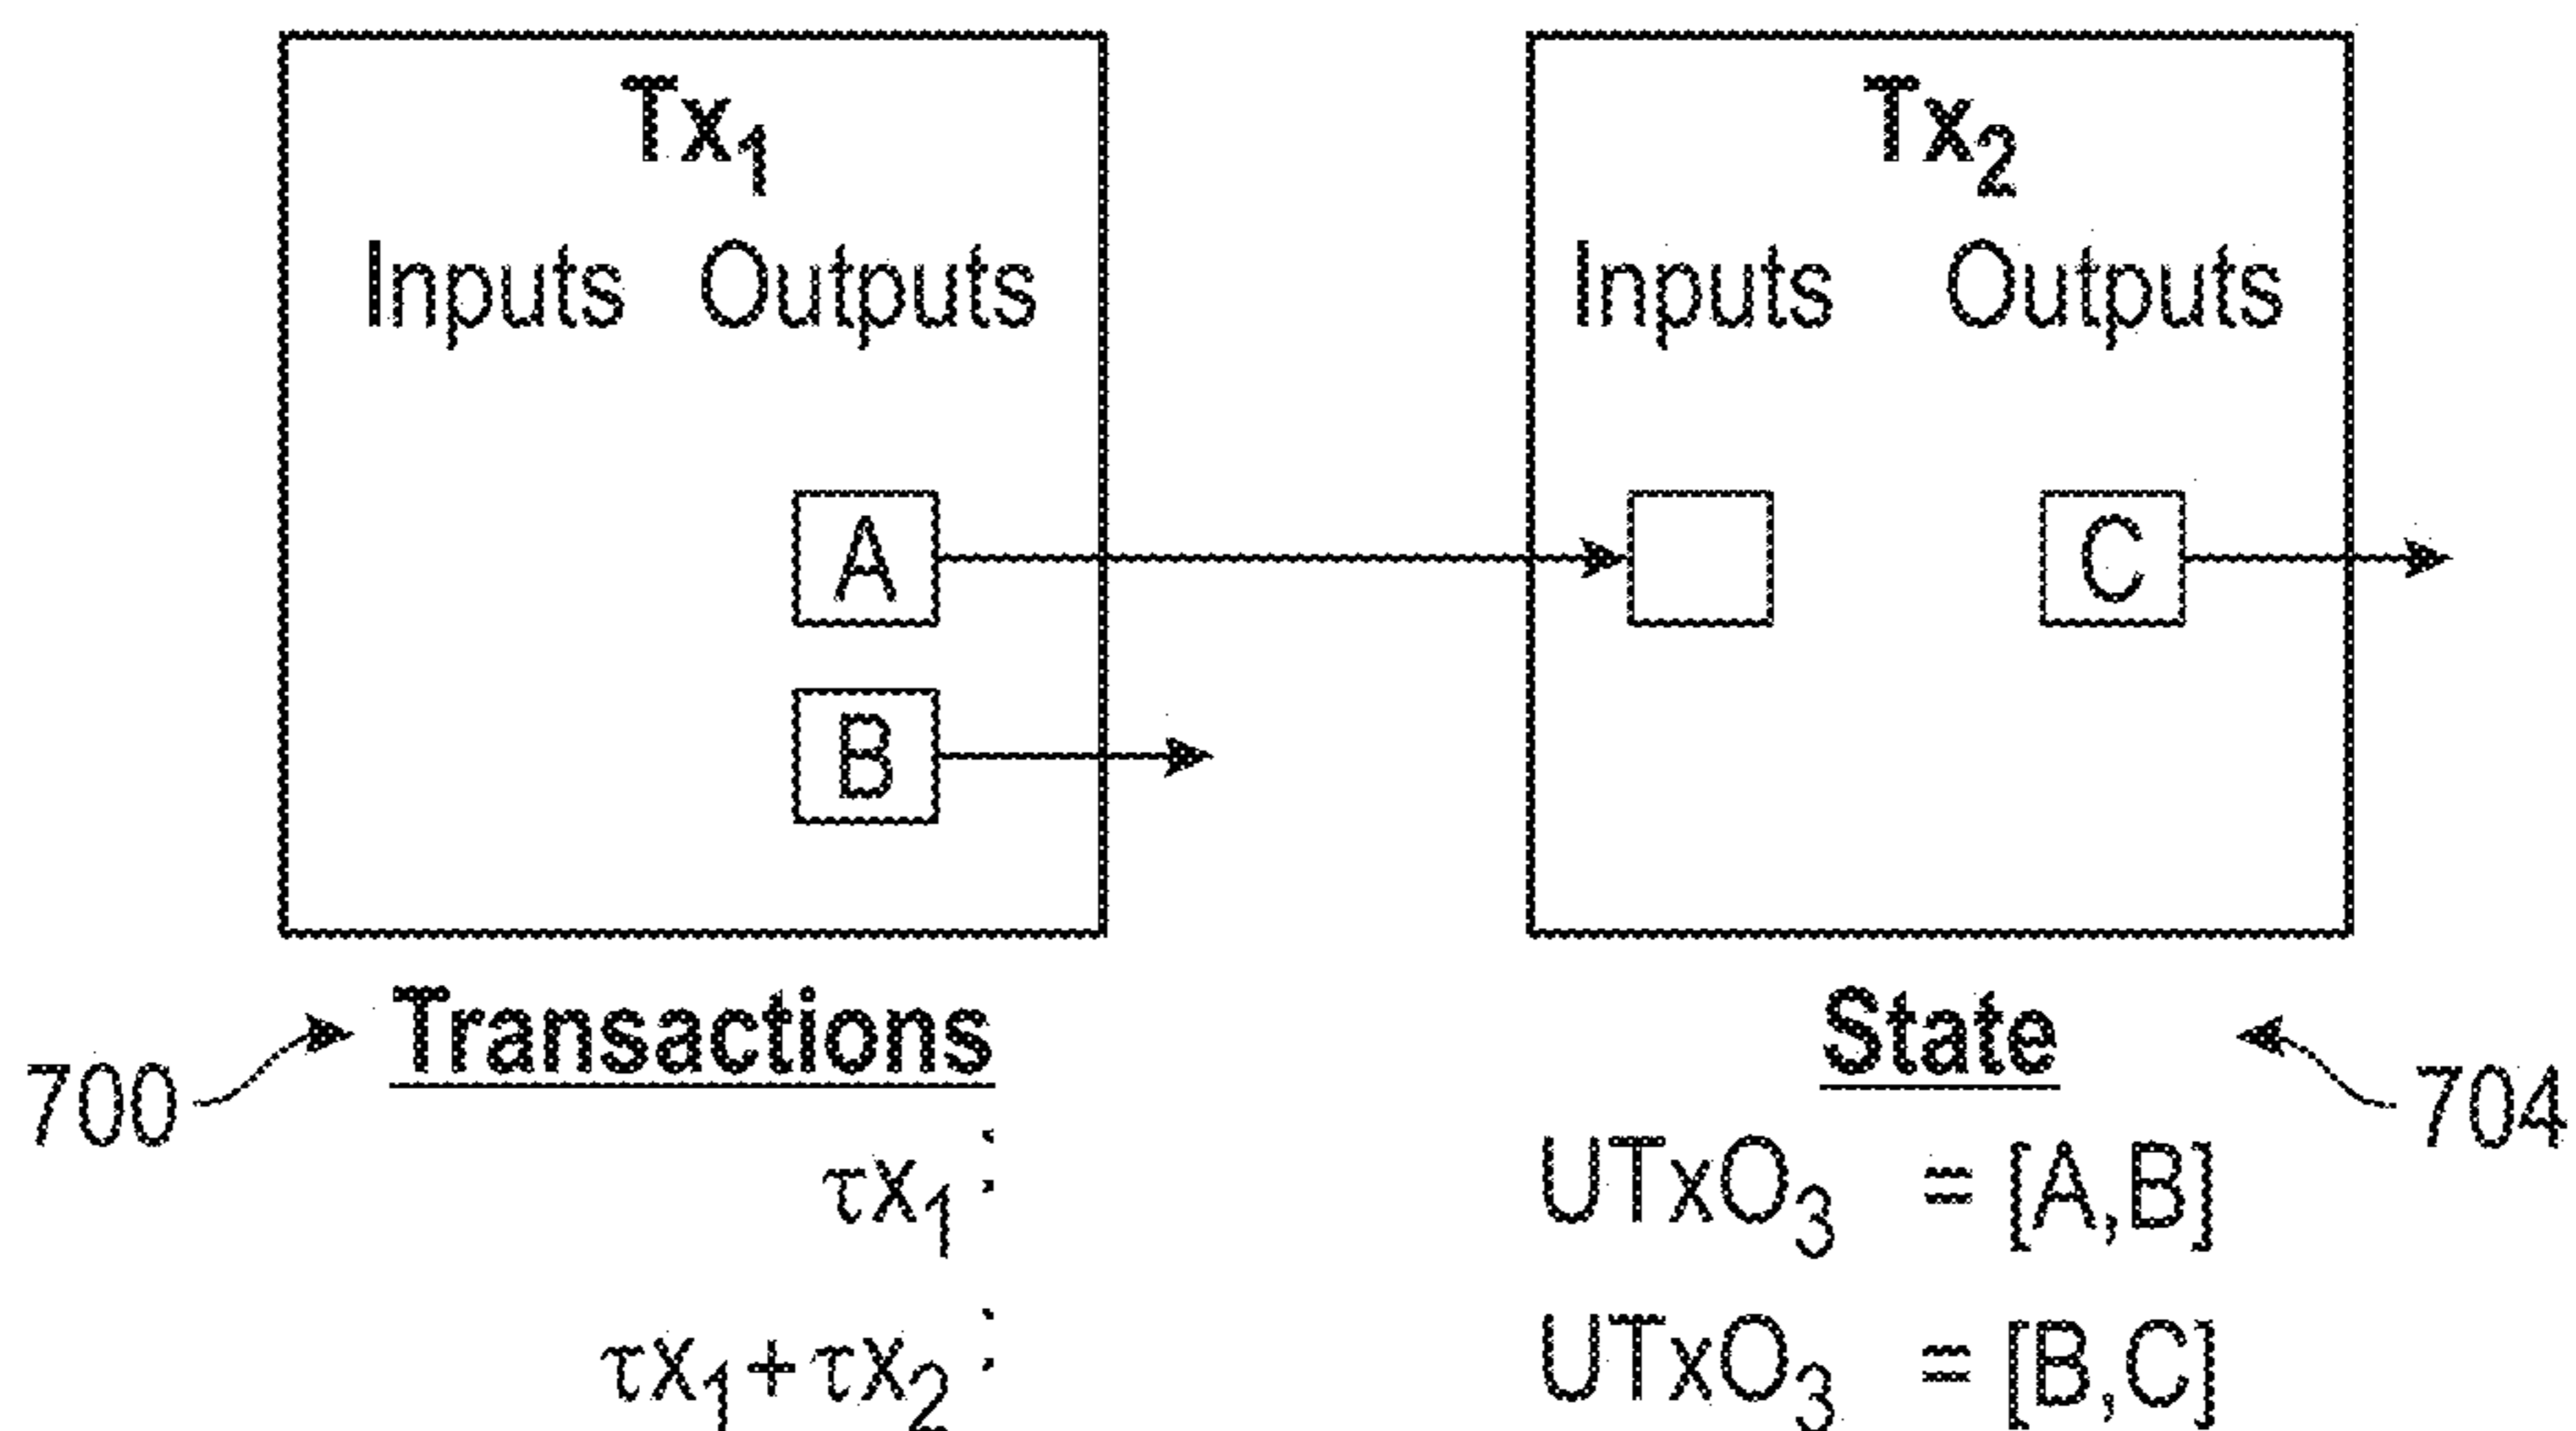 Tx₁ Tx₂
Inputs Outputs Inputs Outputs
A C
B
Transactions State
700 704
τx₁: UTxO₃ = [A,B]
τx₁+τx₂: UTxO₃ = [B,C]